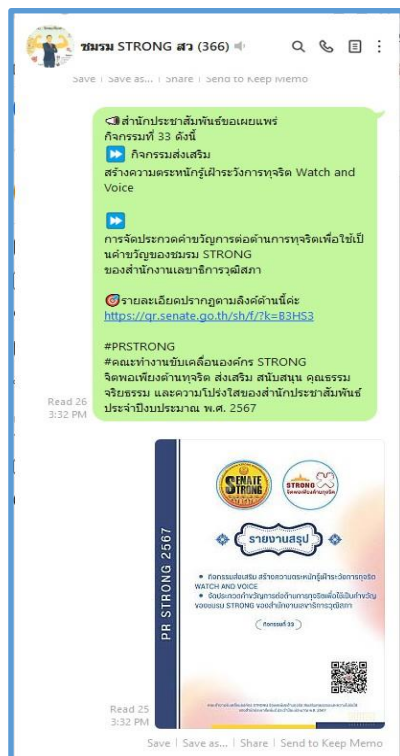 ชมรม STRONG สว (366)
Save | Save as... | Share | Send to Keep Memo
สำนักประชาสัมพันธ์ขอเผยแพร่
กิจกรรมที่ 33 ดังนี้
กิจกรรมส่งเสริม
สร้างความตระหนักรู้เฝ้าระวังการทุจริต Watch and
Voice
การจัดประกวดคำขวัญการต่อต้านการทุจริตเพื่อใช้เป็
นคำขวัญของชมรม STRONG
ของสำนักงานเลขาธิการวุฒิสภา
รายละเอียดปรากฏตามลิงค์ด้านนี้ค่ะ
https://qr.senate.go.th/sh/f/?k=B3HS3
#PRSTRONG
#คณะทำงานขับเคลื่อนองค์กร STRONG
จิตพอเพียงต้านทุจริต ส่งเสริม สนับสนุน คุณธรรม
จริยธรรม และความโปร่งใสของสำนักประชาสัมพันธ์
ประจำปีงบประมาณ พ.ศ. 2567
Read 26
3:32 PM
PR STRONG 2567
SENATE
STRONG
STRONG
จิตพอเพียงต้านทุจริต
รายงานสรุป
• กิจกรรมส่งเสริม สร้างความตระหนักรู้เฝ้าระวังการทุจริต
WATCH AND VOICE
• จัดประกวดคำขวัญการต่อต้านการทุจริตเพื่อใช้เป็นคำขวัญ
ของชมรม STRONG ของสำนักงานเลขาธิการวุฒิสภา
( กิจกรรมที่ 33 )
Read 25
3:32 PM
Save | Save as... | Share | Send to Keep Memo